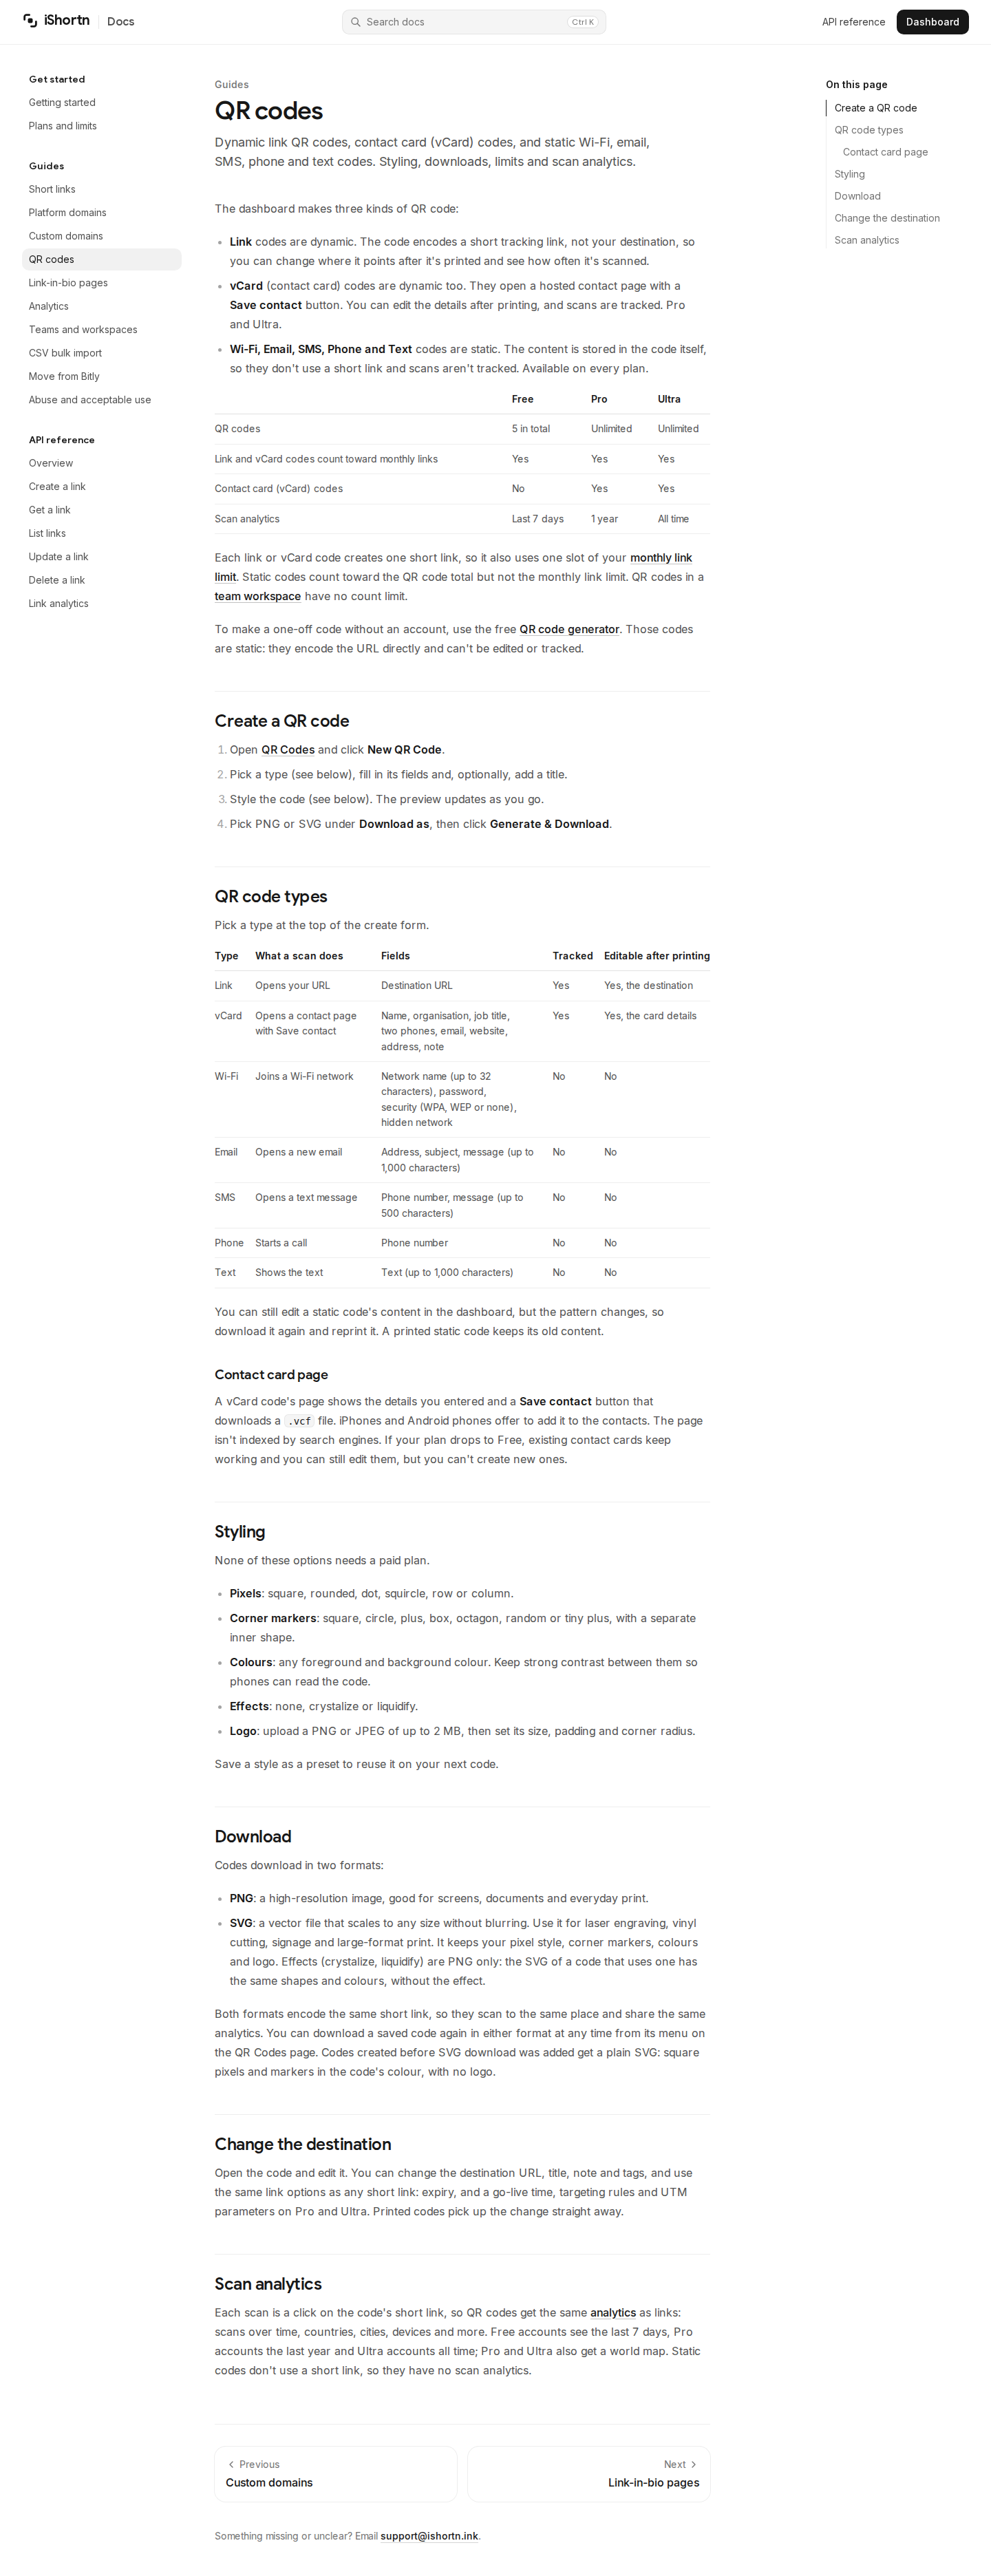 iShortn
Docs
Search docs
Ctrl K
API reference
Dashboard
Get started
Getting started
Plans and limits
Guides
Short links
Platform domains
Custom domains
QR codes
Link-in-bio pages
Analytics
Teams and workspaces
CSV bulk import
Move from Bitly
Abuse and acceptable use
API reference
Overview
Create a link
Get a link
List links
Update a link
Delete a link
Link analytics
Guides
QR codes
Dynamic link QR codes, contact card (vCard) codes, and static Wi-Fi, email,
SMS, phone and text codes. Styling, downloads, limits and scan analytics.
The dashboard makes three kinds of QR code:
Link codes are dynamic. The code encodes a short tracking link, not your destination, so
you can change where it points after it's printed and see how often it's scanned.
vCard (contact card) codes are dynamic too. They open a hosted contact page with a
Save contact button. You can edit the details after printing, and scans are tracked. Pro
and Ultra.
Wi-Fi, Email, SMS, Phone and Text codes are static. The content is stored in the code itself,
so they don't use a short link and scans aren't tracked. Available on every plan.
Free Pro Ultra
QR codes 5 in total Unlimited Unlimited
Link and vCard codes count toward monthly links Yes Yes Yes
Contact card (vCard) codes No Yes Yes
Scan analytics Last 7 days 1 year All time
Each link or vCard code creates one short link, so it also uses one slot of your monthly link
limit. Static codes count toward the QR code total but not the monthly link limit. QR codes in a
team workspace have no count limit.
To make a one-off code without an account, use the free QR code generator. Those codes
are static: they encode the URL directly and can't be edited or tracked.
Create a QR code
1. Open QR Codes and click New QR Code.
2. Pick a type (see below), fill in its fields and, optionally, add a title.
3. Style the code (see below). The preview updates as you go.
4. Pick PNG or SVG under Download as, then click Generate & Download.
QR code types
Pick a type at the top of the create form.
Type What a scan does Fields Tracked Editable after printing
Link Opens your URL Destination URL Yes Yes, the destination
vCard Opens a contact page Name, organisation, job title, Yes Yes, the card details
with Save contact two phones, email, website,
address, note
Wi-Fi Joins a Wi-Fi network Network name (up to 32 No No
characters), password,
security (WPA, WEP or none),
hidden network
Email Opens a new email Address, subject, message (up to No No
1,000 characters)
SMS Opens a text message Phone number, message (up to No No
500 characters)
Phone Starts a call Phone number No No
Text Shows the text Text (up to 1,000 characters) No No
You can still edit a static code's content in the dashboard, but the pattern changes, so
download it again and reprint it. A printed static code keeps its old content.
Contact card page
A vCard code's page shows the details you entered and a Save contact button that
downloads a .vcf file. iPhones and Android phones offer to add it to the contacts. The page
isn't indexed by search engines. If your plan drops to Free, existing contact cards keep
working and you can still edit them, but you can't create new ones.
Styling
None of these options needs a paid plan.
Pixels: square, rounded, dot, squircle, row or column.
Corner markers: square, circle, plus, box, octagon, random or tiny plus, with a separate
inner shape.
Colours: any foreground and background colour. Keep strong contrast between them so
phones can read the code.
Effects: none, crystalize or liquidify.
Logo: upload a PNG or JPEG of up to 2 MB, then set its size, padding and corner radius.
Save a style as a preset to reuse it on your next code.
Download
Codes download in two formats:
PNG: a high-resolution image, good for screens, documents and everyday print.
SVG: a vector file that scales to any size without blurring. Use it for laser engraving, vinyl
cutting, signage and large-format print. It keeps your pixel style, corner markers, colours
and logo. Effects (crystalize, liquidify) are PNG only: the SVG of a code that uses one has
the same shapes and colours, without the effect.
Both formats encode the same short link, so they scan to the same place and share the same
analytics. You can download a saved code again in either format at any time from its menu on
the QR Codes page. Codes created before SVG download was added get a plain SVG: square
pixels and markers in the code's colour, with no logo.
Change the destination
Open the code and edit it. You can change the destination URL, title, note and tags, and use
the same link options as any short link: expiry, and a go-live time, targeting rules and UTM
parameters on Pro and Ultra. Printed codes pick up the change straight away.
Scan analytics
Each scan is a click on the code's short link, so QR codes get the same analytics as links:
scans over time, countries, cities, devices and more. Free accounts see the last 7 days, Pro
accounts the last year and Ultra accounts all time; Pro and Ultra also get a world map. Static
codes don't use a short link, so they have no scan analytics.
Previous
Custom domains
Next
Link-in-bio pages
Something missing or unclear? Email support@ishortn.ink.
On this page
Create a QR code
QR code types
Contact card page
Styling
Download
Change the destination
Scan analytics